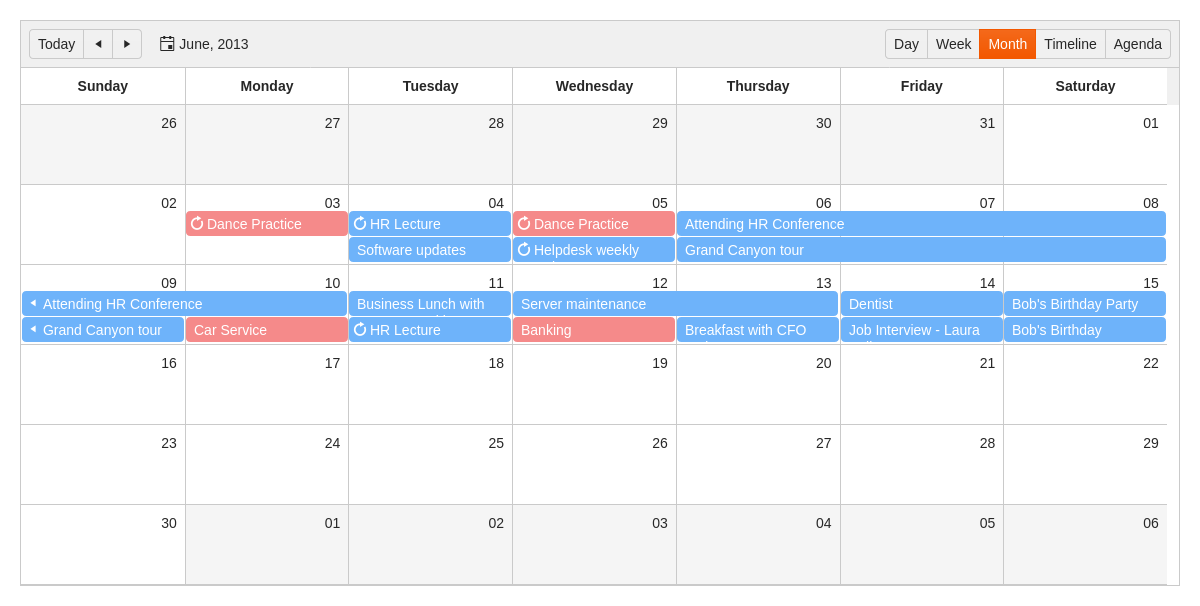 Today June, 2013 Day Week Month Timeline Agenda
Sunday Monday Tuesday Wednesday Thursday Friday Saturday
26 27 28 29 30 31 01
02 03 04 05 06 07 08
Dance Practice HR Lecture Dance Practice Attending HR Conference
Software updates Helpdesk weekly Grand Canyon tour
09 10 11 12 13 14 15
Attending HR Conference Business Lunch with Server maintenance Dentist Bob's Birthday Party
Grand Canyon tour Car Service HR Lecture Banking Breakfast with CFO Job Interview - Laura Bob's Birthday
16 17 18 19 20 21 22
23 24 25 26 27 28 29
30 01 02 03 04 05 06